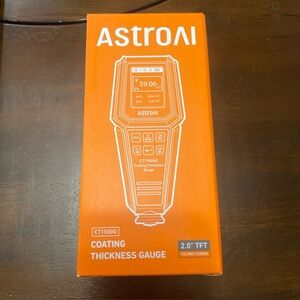 ASTROAI
59.06
ASTROAI
CT1500G
Coating Thickness
Gauge
CT1500G
COATING
THICKNESS GAUGE
2.0" TFT
COLORED SCREEN